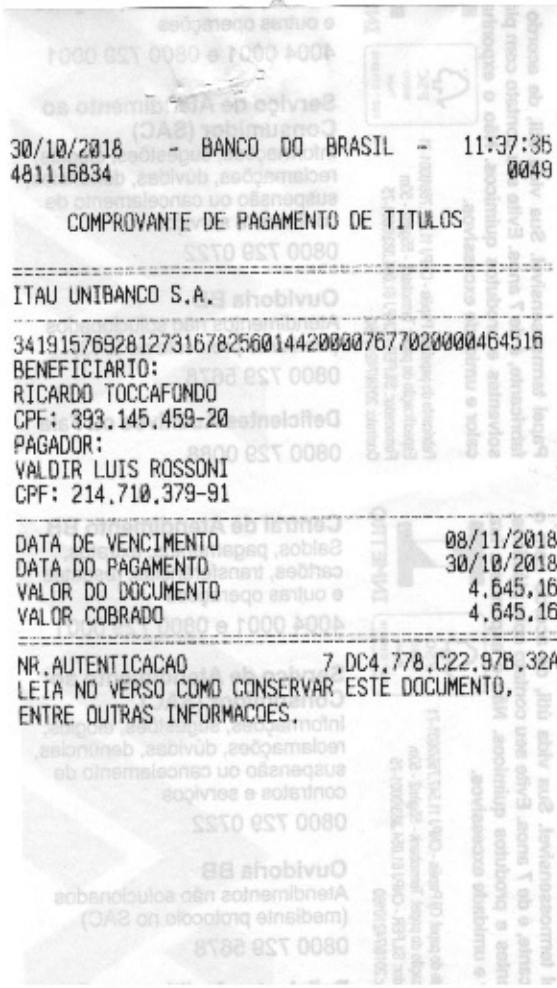 30/10/2018 - BANCO DO BRASIL - 11:37:36
481116834 0049
COMPROVANTE DE PAGAMENTO DE TITULOS
ITAU UNIBANCO S.A.
34191576928127316782560144200007677020000464516
BENEFICIARIO:
RICARDO TOCCAFONDO
CPF: 393.145.459-20
PAGADOR:
VALDIR LUIS ROSSONI
CPF: 214.710.379-91
DATA DE VENCIMENTO 08/11/2018
DATA DO PAGAMENTO 30/10/2018
VALOR DO DOCUMENTO 4.645,16
VALOR COBRADO 4.645,16
NR.AUTENTICACAO 7.DC4.778.C22.97B.32A
LEIA NO VERSO COMO CONSERVAR ESTE DOCUMENTO,
ENTRE OUTRAS INFORMACOES.